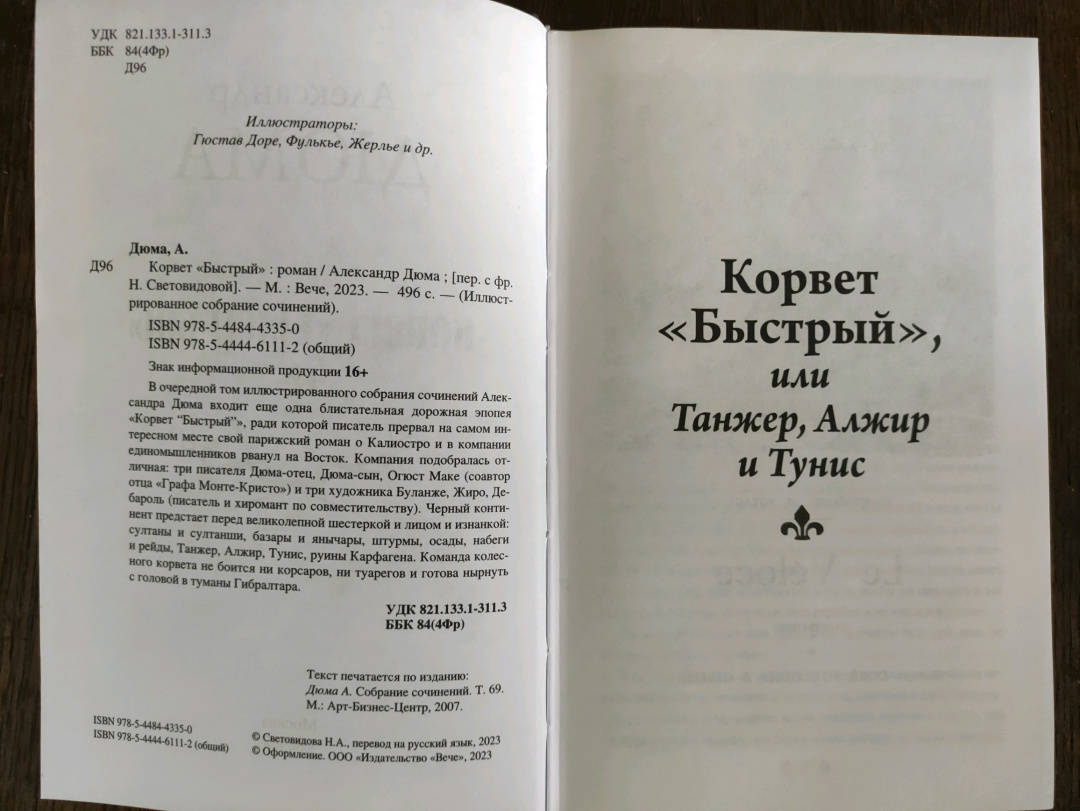 УДК 821.133.1-311.3
ББК 84(4Фр)
Д96
Иллюстраторы:
Гюстав Доре, Фулькье, Жерлье и др.
Дюма, А.
Д96 Корвет «Быстрый» : роман / Александр Дюма ; [пер. с фр.
Н. Световидовой]. — М. : Вече, 2023. — 496 с. — (Иллюст-
рированное собрание сочинений).
ISBN 978-5-4484-4335-0
ISBN 978-5-4444-6111-2 (общий)
Знак информационной продукции 16+
В очередной том иллюстрированного собрания сочинений Алек-
сандра Дюма входит еще одна блистательная дорожная эпопея
«Корвет "Быстрый"», ради которой писатель прервал на самом ин-
тересном месте свой парижский роман о Калиостро и в компании
единомышленников рванул на Восток. Компания подобралась от-
личная: три писателя Дюма-отец, Дюма-сын, Огюст Маке (соавтор
отца «Графа Монте-Кристо») и три художника Буланже, Жиро, Де-
бароль (писатель и хиромант по совместительству). Черный конти-
нент предстает перед великолепной шестеркой и лицом и изнанкой:
султаны и султанши, базары и янычары, штурмы, осады, набеги
и рейды, Танжер, Алжир, Тунис, руины Карфагена. Команда колес-
ного корвета не боится ни корсаров, ни туарегов и готова нырнуть
с головой в туманы Гибралтара.
УДК 821.133.1-311.3
ББК 84(4Фр)
Текст печатается по изданию:
Дюма А. Собрание сочинений. Т. 69.
М.: Арт-Бизнес-Центр, 2007.
ISBN 978-5-4484-4335-0
ISBN 978-5-4444-6111-2 (общий)
© Световидова Н.А., перевод на русский язык, 2023
© Оформление. ООО «Издательство «Вече», 2023
Корвет
«Быстрый»,
или
Танжер, Алжир
и Тунис